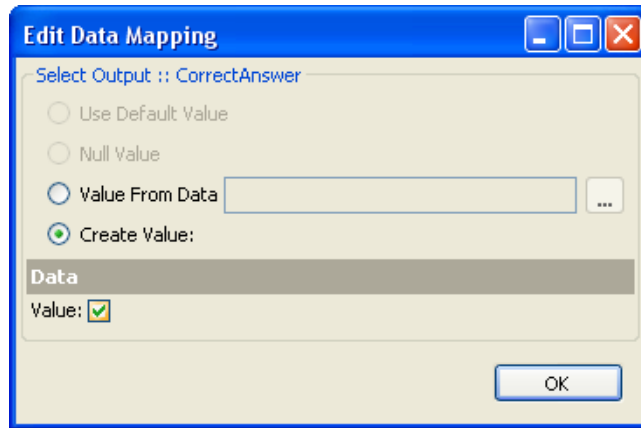 Edit Data Mapping
Select Output :: CorrectAnswer
Use Default Value
Null Value
Value From Data ...
Create Value:
Data
Value:
OK